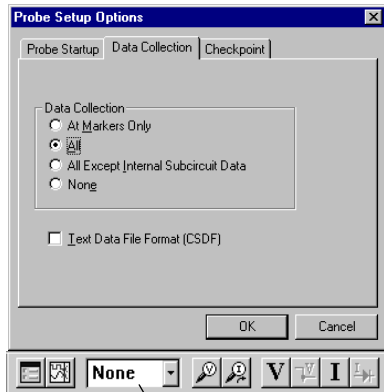 Probe Setup Options
Probe Startup Data Collection Checkpoint
Data Collection
At Markers Only
All
All Except Internal Subcircuit Data
None
Text Data File Format (CSDF)
OK Cancel
None V I V V I I